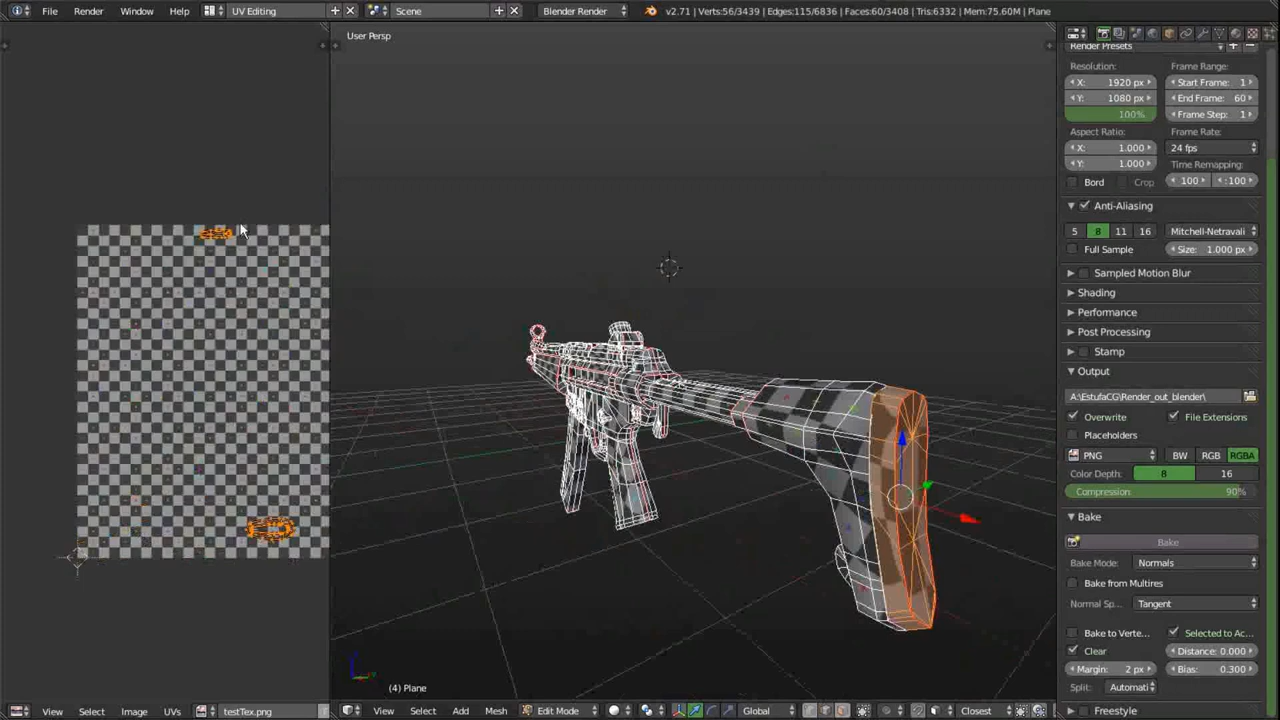 File Render Window Help UV Editing Scene Blender Render v2.71 | Verts:56/3439 | Edges:115/6836 | Faces:60/3408 | Tris:6332 | Mem:75.60M | Plane
User Persp
Render Presets
Resolution: Frame Range:
X: 1920 px Start Frame: 1
Y: 1080 px End Frame: 60
100% Frame Step: 1
Aspect Ratio: Frame Rate:
X: 1.000 24 fps
Y: 1.000 Time Remapping:
Bord Crop 100 :100
Anti-Aliasing
5 8 11 16 Mitchell-Netravali
Full Sample Size: 1.000 px
Sampled Motion Blur
Shading
Performance
Post Processing
Stamp
Output
A:\EstufaCG\Render_out_blender\
Overwrite File Extensions
Placeholders
PNG BW RGB RGBA
Color Depth: 8 16
Compression: 90%
Bake
Bake
Bake Mode: Normals
Bake from Multires
Normal Sp... Tangent
Bake to Verte... Selected to Ac...
Clear Distance: 0.000
Margin: 2 px Bias: 0.300
Split: Automati
Freestyle
(4) Plane
View Select Image UVs testTex.png F View Select Add Mesh Edit Mode Global Closest